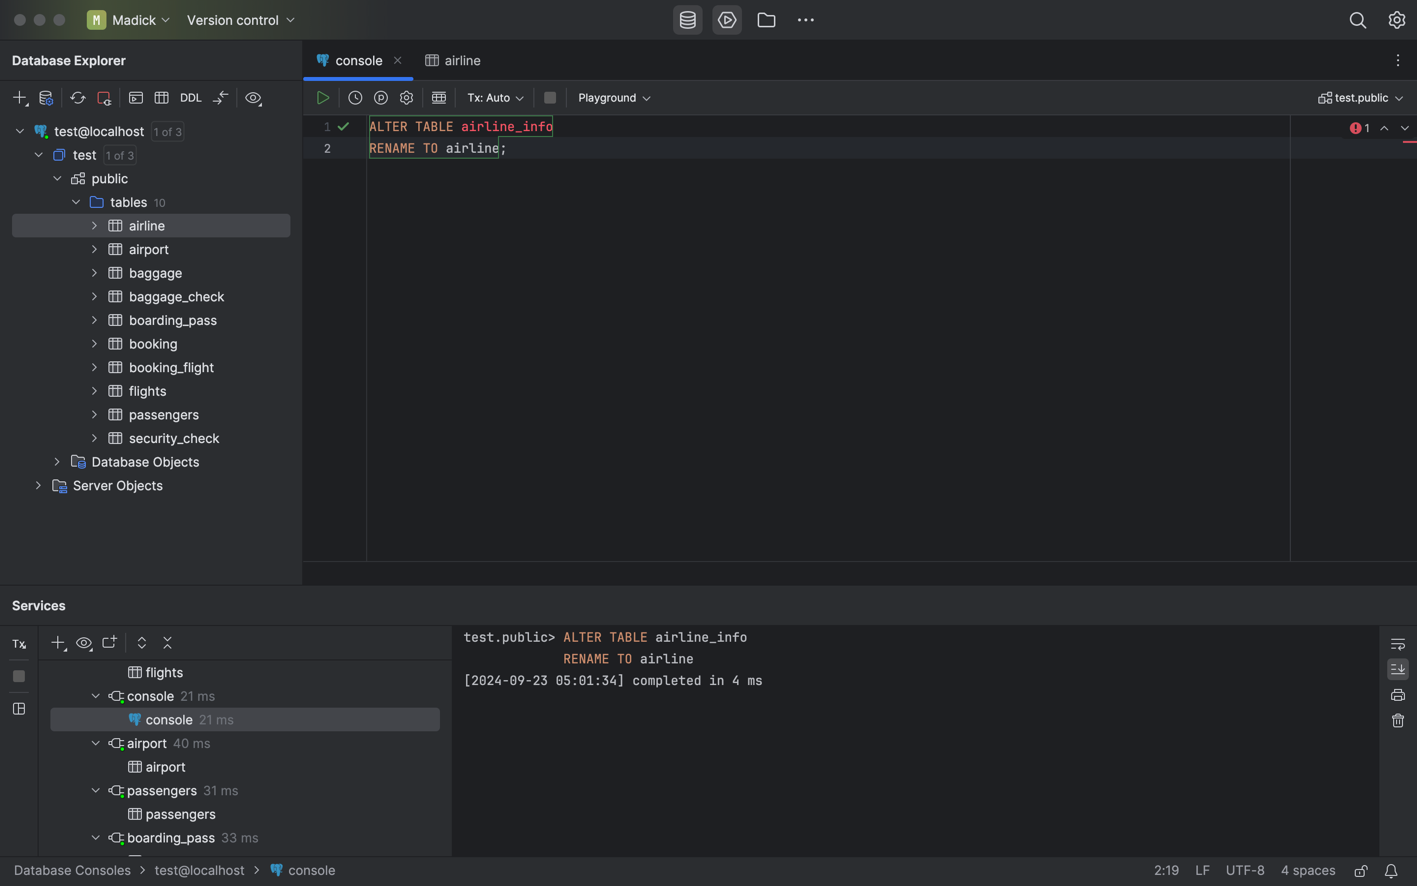 M Madick Version control
Database Explorer
console airline
DDL
Tx: Auto Playground test.public
test@localhost 1 of 3
test 1 of 3
public
tables 10
airline
airport
baggage
baggage_check
boarding_pass
booking
booking_flight
flights
passengers
security_check
Database Objects
Server Objects
1 ALTER TABLE airline_info
2 RENAME TO airline;
1
Services
Tx
flights
console 21 ms
console 21 ms
airport 40 ms
airport
passengers 31 ms
passengers
boarding_pass 33 ms
test.public> ALTER TABLE airline_info
RENAME TO airline
[2024-09-23 05:01:34] completed in 4 ms
Database Consoles > test@localhost > console
2:19 LF UTF-8 4 spaces